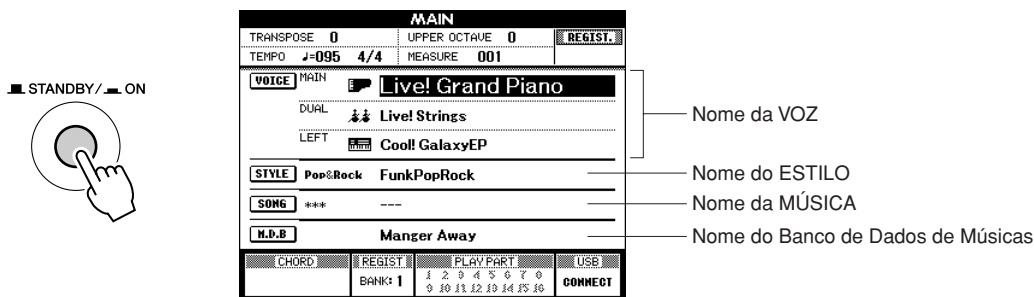 STANDBY/ ON
MAIN
TRANSPOSE 0 UPPER OCTAVE 0 REGIST.
TEMPO ♩=095 4/4 MEASURE 001
VOICE MAIN Live! Grand Piano
DUAL Live! Strings
LEFT Cool! GalaxyEP
Nome da VOZ
STYLE Pop&Rock FunkPopRock
Nome do ESTILO
SONG *** ---
Nome da MÚSICA
M.D.B Manger Away
Nome do Banco de Dados de Músicas
CHORD REGIST PLAY PART USB
BANK: 1 1 2 3 4 5 6 7 8 CONNECT
9 10 11 12 13 14 15 16